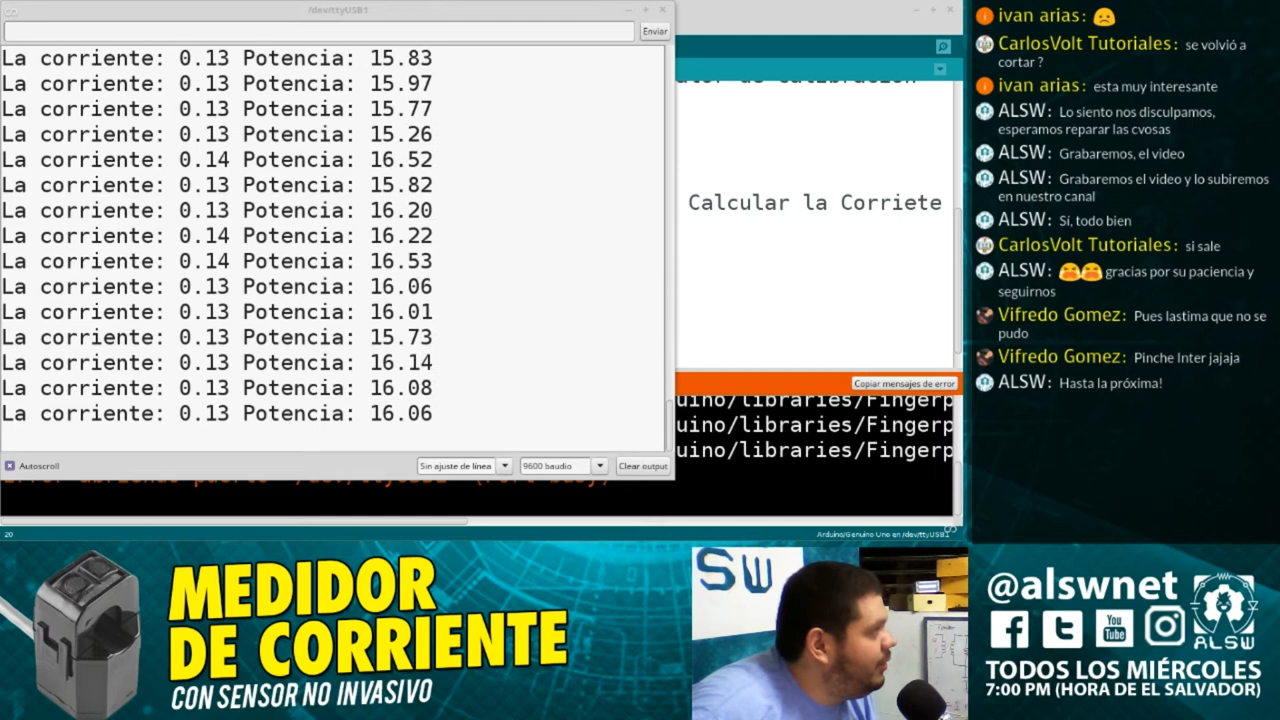 /dev/ttyUSB1
Enviar
La corriente: 0.13 Potencia: 15.83
La corriente: 0.13 Potencia: 15.97
La corriente: 0.13 Potencia: 15.77
La corriente: 0.13 Potencia: 15.26
La corriente: 0.14 Potencia: 16.52
La corriente: 0.13 Potencia: 15.82
La corriente: 0.13 Potencia: 16.20
La corriente: 0.14 Potencia: 16.22
La corriente: 0.14 Potencia: 16.53
La corriente: 0.13 Potencia: 16.06
La corriente: 0.13 Potencia: 16.01
La corriente: 0.13 Potencia: 15.73
La corriente: 0.13 Potencia: 16.14
La corriente: 0.13 Potencia: 16.08
La corriente: 0.13 Potencia: 16.06
Autoscroll
Sin ajuste de línea
9600 baudio
Clear output
Calcular la Corriete
Copiar mensajes de error
uino/libraries/Fingerp
uino/libraries/Fingerp
uino/libraries/Fingerp
20
Arduino/Genuino Uno en /dev/ttyUSB1
ivan arias:
CarlosVolt Tutoriales: se volvió a
cortar ?
ivan arias: esta muy interesante
ALSW: Lo siento nos disculpamos,
esperamos reparar las cvosas
ALSW: Grabaremos, el video
ALSW: Grabaremos el video y lo subiremos
en nuestro canal
ALSW: Sí, todo bien
CarlosVolt Tutoriales: si sale
ALSW: gracias por su paciencia y
seguirnos
Vifredo Gomez: Pues lastima que no se
pudo
Vifredo Gomez: Pinche Inter jajaja
ALSW: Hasta la próxima!
MEDIDOR
DE CORRIENTE
CON SENSOR NO INVASIVO
SW
@alswnet
You
Tube
ALSW
TODOS LOS MIÉRCOLES
7:00 PM (HORA DE EL SALVADOR)